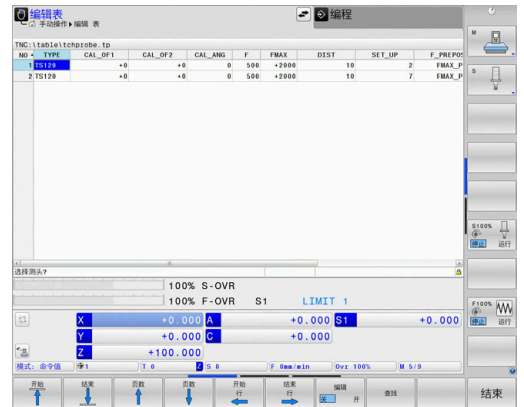 编辑表
手动操作▸编辑 表
编程
TNC:\table\tchprobe.tp
NO TYPE CAL_OF1 CAL_OF2 CAL_ANG F FMAX DIST SET_UP F_PREPOS
1 TS120 +0 +0 0 500 +2000 10 2 FMAX_P
2 TS120 +0 +0 0 500 +2000 10 7 FMAX_P
选择测头?
100% S-OVR
100% F-OVR S1 LIMIT 1
X +0.000 A +0.000 S1 +0.000
Y +0.000 C +0.000
Z +100.000
模式: 命令值 1 T 0 Z S 0 F 0mm/min Ovr 100% M 5/9
M
S
S100%
停止 运行
F100%
停止 运行
开始
结束
页数
页数
开始
行
结束
行
编辑
关 开
查找
结束